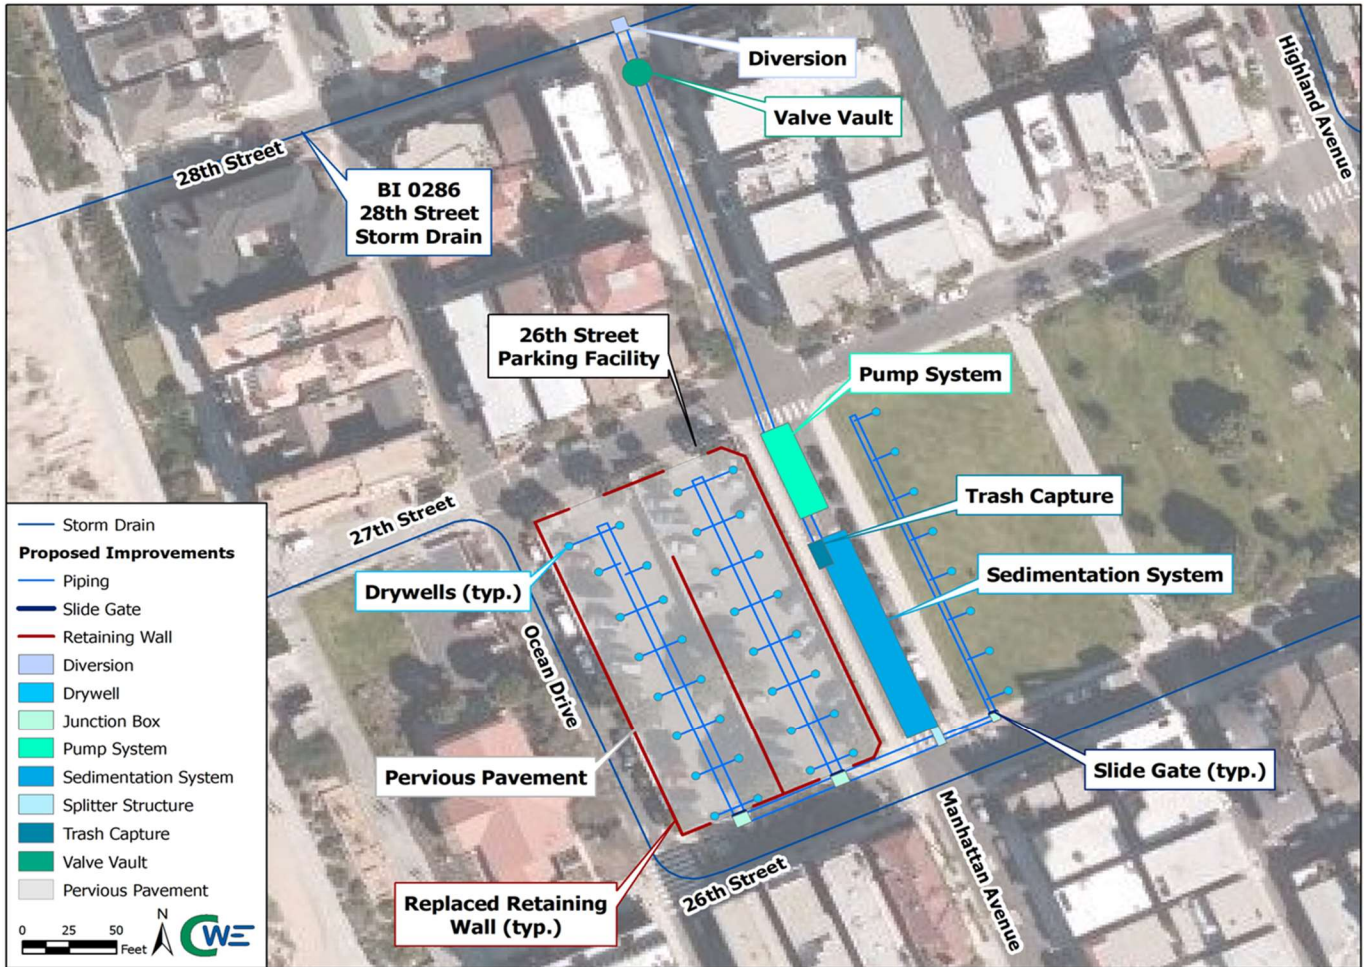 Diversion
Valve Vault
Highland Avenue
28th Street
BI 0286
28th Street
Storm Drain
26th Street
Parking Facility
Pump System
Trash Capture
27th Street
Sedimentation System
Drywells (typ.)
Ocean Drive
Pervious Pavement
Slide Gate (typ.)
Manhattan Avenue
26th Street
Replaced Retaining
Wall (typ.)
Storm Drain
Proposed Improvements
Piping
Slide Gate
Retaining Wall
Diversion
Drywell
Junction Box
Pump System
Sedimentation System
Splitter Structure
Trash Capture
Valve Vault
Pervious Pavement
0 25 50
Feet
N
CWE